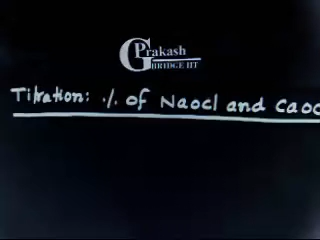 Prakash
G BRIDGE IIT
Titration: ·/. of NaOcl and CaOC